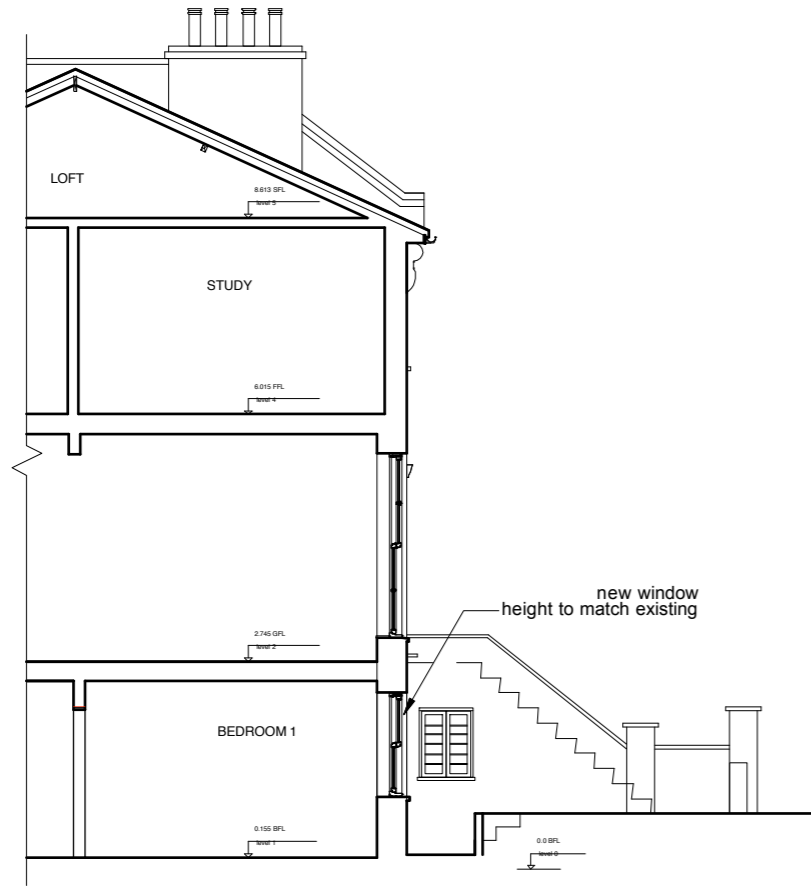 LOFT
8.613 SFL
level 5
STUDY
6.015 FFL
level 4
new window
height to match existing
2.745 GFL
level 2
BEDROOM 1
0.155 BFL
level 1
0.0 BFL
level 0